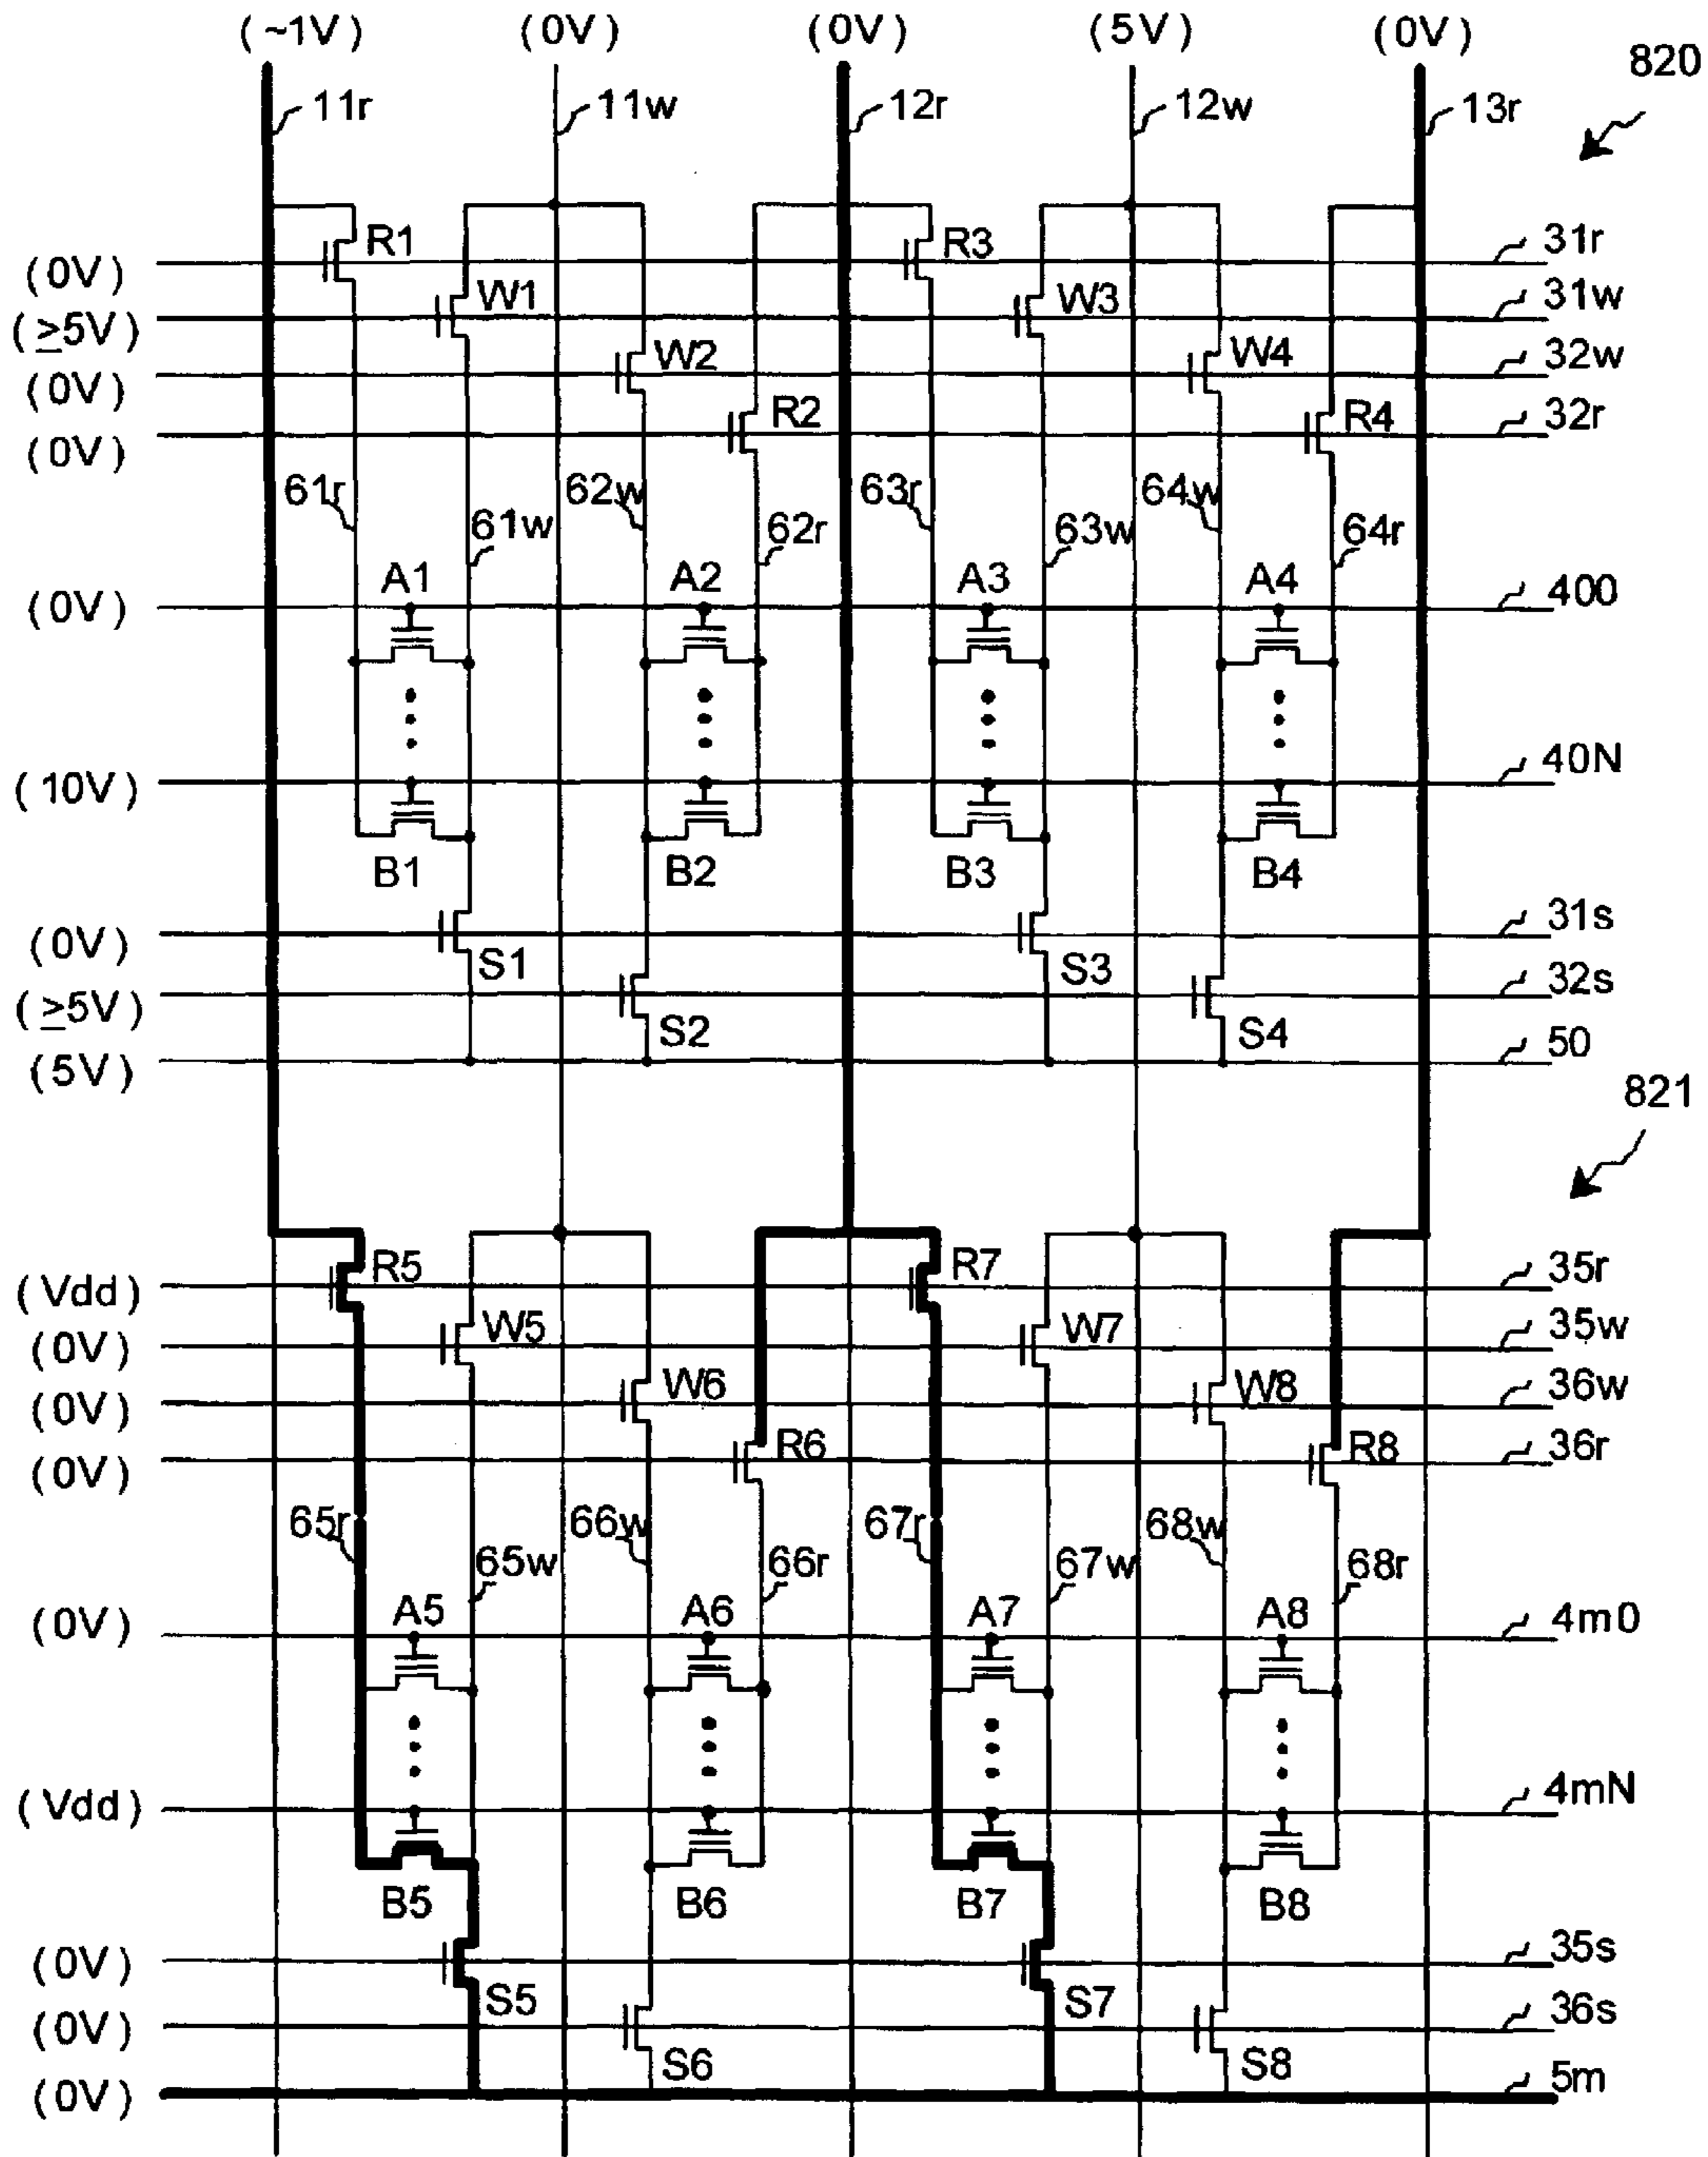 (~1V) (0V) (0V) (5V) (0V)
820
11r 11w 12r 12w 13r
R1 R3 31r
(0V)
W1 W3 31w
(≥5V)
W2 W4 32w
(0V)
R2 R4 32r
(0V)
61r 62w 63r 64w
61w 62r 63w 64r
A1 A2 A3 A4
(0V) 400
(10V) 40N
B1 B2 B3 B4
(0V) 31s
S1 S3
(≥5V) 32s
S2 S4
(5V) 50
821
R5 R7 35r
(Vdd)
W5 W7 35w
(0V)
W6 W8 36w
(0V)
R6 R8 36r
(0V)
65r 66w 67r 68w
65w 66r 67w 68r
A5 A6 A7 A8
(0V) 4m0
(Vdd) 4mN
B5 B6 B7 B8
(0V) 35s
S5 S7
(0V) 36s
S6 S8
(0V) 5m